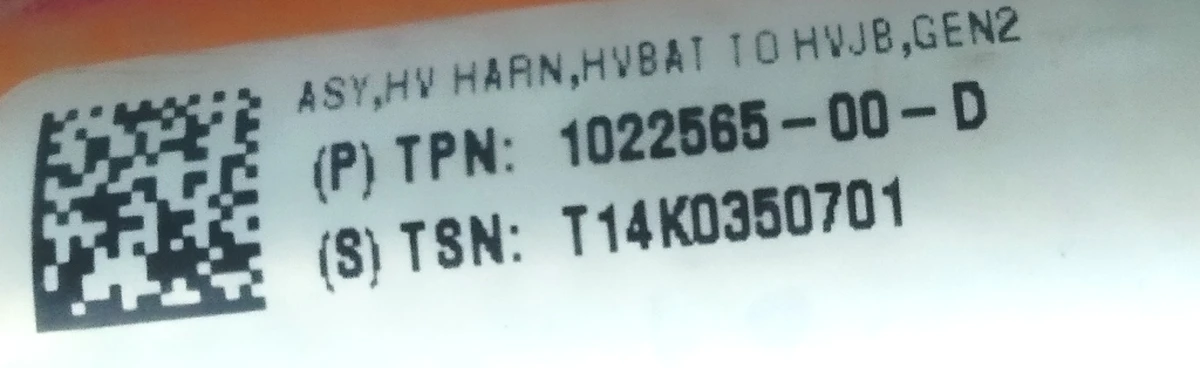 ASY,HV HARN,HVBAT TO HVJB,GEN2
(P) TPN: 1022565-00-D
(S) TSN: T14K0350701